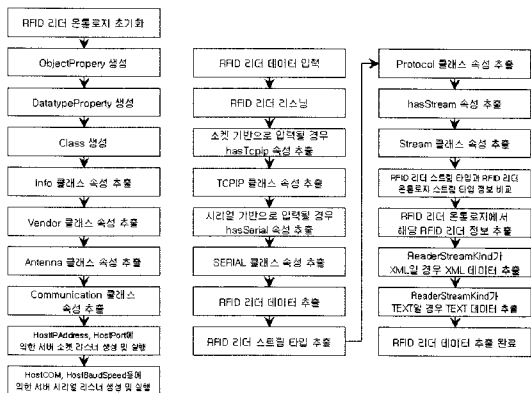 RFID 리더 온톨로지 초기화
ObjectPropery 생성
DatatypeProperty 생성
Class 생성
Info 클래스 속성 추출
Vendor 클래스 속성 추출
Antenna 클래스 속성 추출
Communication 클래스
속성 추출
HostIPAddress, HostPort에
의한 서버 소켓 리스너 생성 및 실행
HostCOM, HostBaudSpeed등에
의한 서버 시리얼 리스너 생성 및 실행
RFID 리더 데이터 입력
RFID 리더 리스닝
소켓 기반으로 입력될 경우
hasTcpip 속성 추출
TCPIP 클래스 속성 추출
시리얼 기반으로 입력될 경우
hasSerial 속성 추출
SERIAL 클래스 속성 추출
RFID 리더 데이터 추출
RFID 리더 스트림 타입 추출
Protocol 클래스 속성 추출
hasStream 속성 추출
Stream 클래스 속성 추출
RFID 리더 스트림 타입과 RFID 리더
온톨로지 스트림 타입 정보 비교
RFID 리더 온톨로지에서
해당 RFID 리더 정보 추출
ReaderStreamKind가
XML일 경우 XML 데이터 추출
ReaderStreamKind가
TEXT일 경우 TEXT 데이터 추출
RFID 리더 데이터 추출 완료